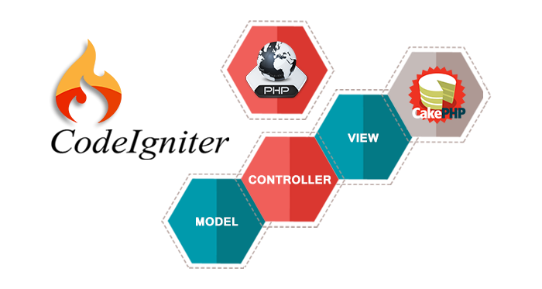 CodeIgniter
PHP
CakePHP
VIEW
CONTROLLER
MODEL